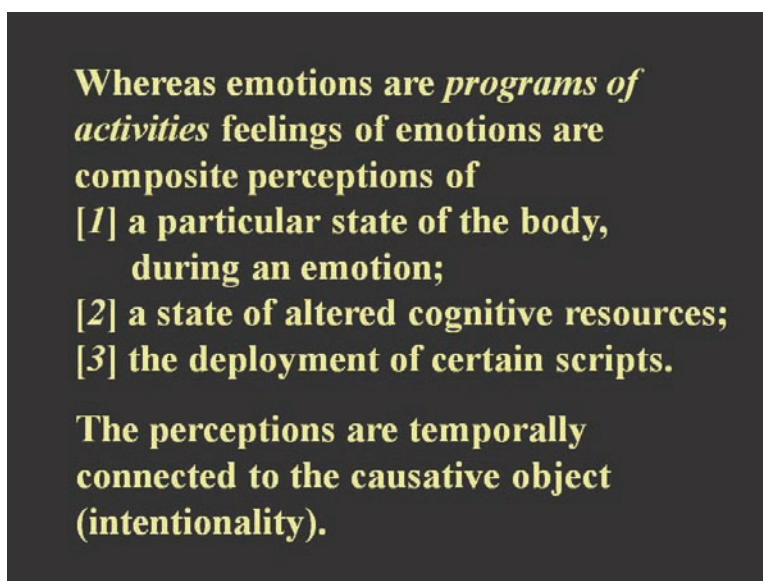 Whereas emotions are programs of
activities feelings of emotions are
composite perceptions of
[1] a particular state of the body,
during an emotion;
[2] a state of altered cognitive resources;
[3] the deployment of certain scripts.
The perceptions are temporally
connected to the causative object
(intentionality).